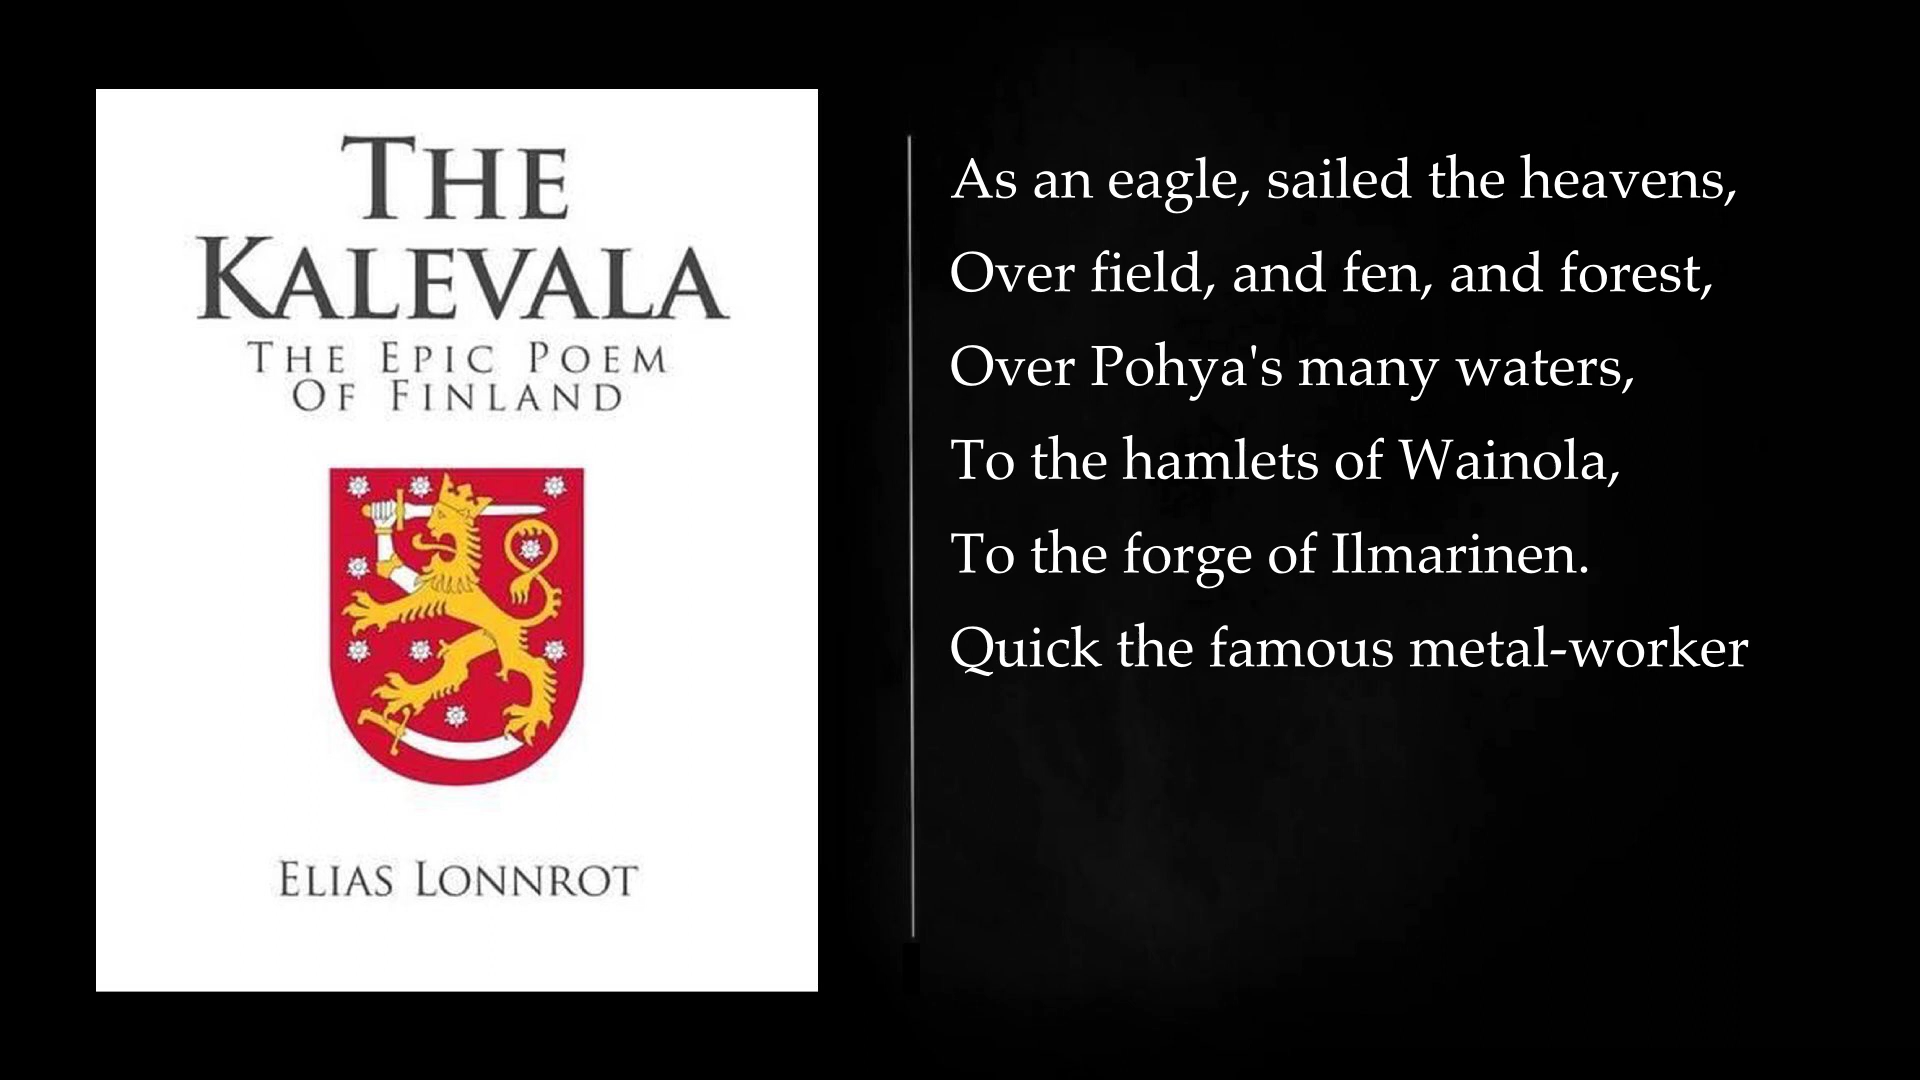 THE
KALEVALA
THE EPIC POEM
OF FINLAND
ELIAS LONNROT
As an eagle, sailed the heavens,
Over field, and fen, and forest,
Over Pohya's many waters,
To the hamlets of Wainola,
To the forge of Ilmarinen.
Quick the famous metal-worker